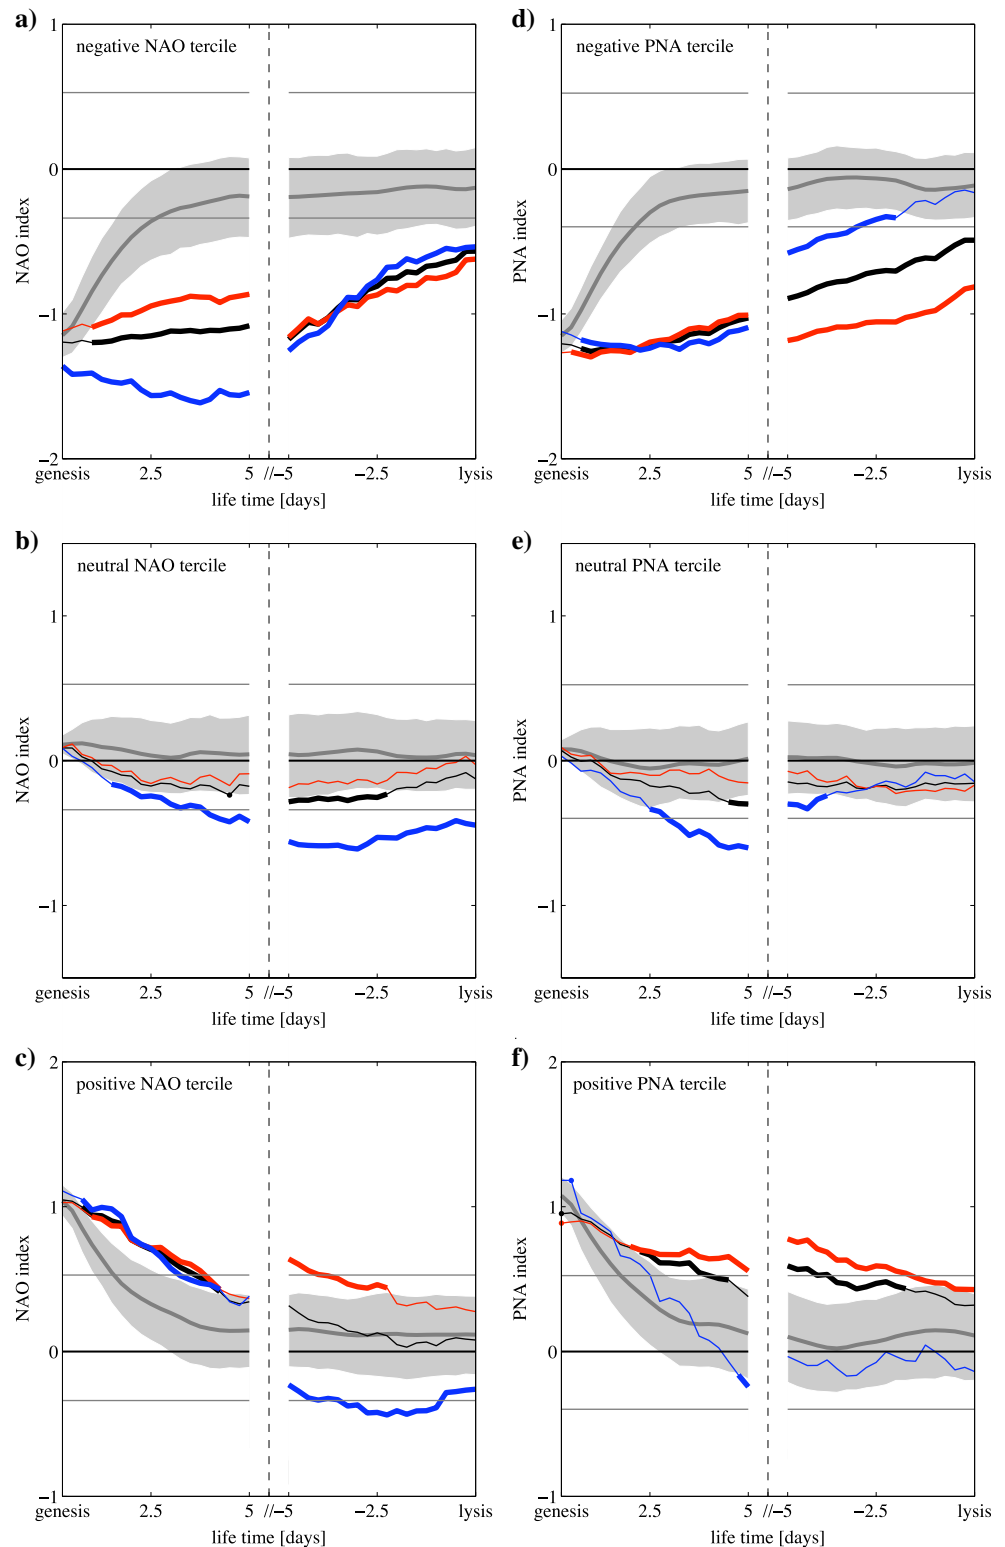 a)
negative NAO tercile
1
0
−1
−2
NAO index
genesis 2.5 5 //−5 −2.5 lysis
life time [days]
d)
negative PNA tercile
1
0
−1
−2
PNA index
genesis 2.5 5 //−5 −2.5 lysis
life time [days]
b)
neutral NAO tercile
1
0
−1
NAO index
genesis 2.5 5 //−5 −2.5 lysis
life time [days]
e)
neutral PNA tercile
1
0
−1
PNA index
genesis 2.5 5 //−5 −2.5 lysis
life time [days]
c)
positive NAO tercile
2
1
0
−1
NAO index
genesis 2.5 5 //−5 −2.5 lysis
life time [days]
f)
positive PNA tercile
2
1
0
−1
PNA index
genesis 2.5 5 //−5 −2.5 lysis
life time [days]